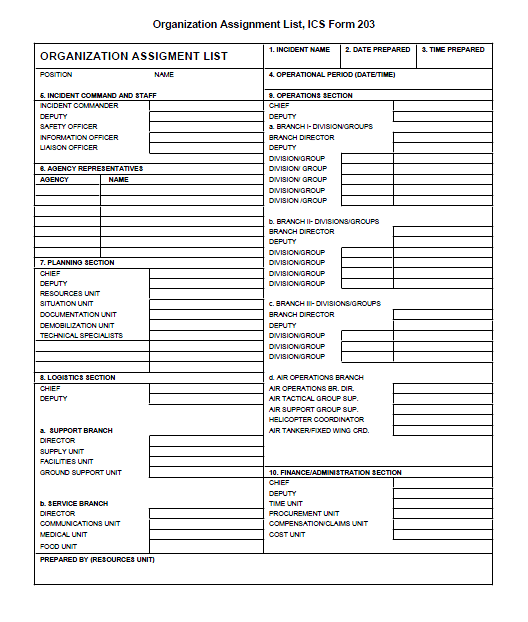 Organization Assignment List, ICS Form 203
ORGANIZATION ASSIGMENT LIST
1. INCIDENT NAME
2. DATE PREPARED
3. TIME PREPARED
POSITION NAME
4. OPERATIONAL PERIOD (DATE/TIME)
5. INCIDENT COMMAND AND STAFF
INCIDENT COMMANDER
DEPUTY
SAFETY OFFICER
INFORMATION OFFICER
LIAISON OFFICER
6. AGENCY REPRESENTATIVES
AGENCY NAME
7. PLANNING SECTION
CHIEF
DEPUTY
RESOURCES UNIT
SITUATION UNIT
DOCUMENTATION UNIT
DEMOBILIZATION UNIT
TECHNICAL SPECIALISTS
8. LOGISTICS SECTION
CHIEF
DEPUTY
a. SUPPORT BRANCH
DIRECTOR
SUPPLY UNIT
FACILITIES UNIT
GROUND SUPPORT UNIT
b. SERVICE BRANCH
DIRECTOR
COMMUNICATIONS UNIT
MEDICAL UNIT
FOOD UNIT
9. OPERATIONS SECTION
CHIEF
DEPUTY
a. BRANCH I- DIVISION/GROUPS
BRANCH DIRECTOR
DEPUTY
DIVISION/GROUP
DIVISION/ GROUP
DIVISION/ GROUP
DIVISION/GROUP
DIVISION /GROUP
b. BRANCH II- DIVISIONS/GROUPS
BRANCH DIRECTOR
DEPUTY
DIVISION/GROUP
DIVISION/GROUP
DIVISION/GROUP
DIVISION/GROUP
c. BRANCH III- DIVISIONS/GROUPS
BRANCH DIRECTOR
DEPUTY
DIVISION/GROUP
DIVISION/GROUP
DIVISION/GROUP
d. AIR OPERATIONS BRANCH
AIR OPERATIONS BR. DIR.
AIR TACTICAL GROUP SUP.
AIR SUPPORT GROUP SUP.
HELICOPTER COORDINATOR
AIR TANKER/FIXED WING CRD.
10. FINANCE/ADMINISTRATION SECTION
CHIEF
DEPUTY
TIME UNIT
PROCUREMENT UNIT
COMPENSATION/CLAIMS UNIT
COST UNIT
PREPARED BY (RESOURCES UNIT)